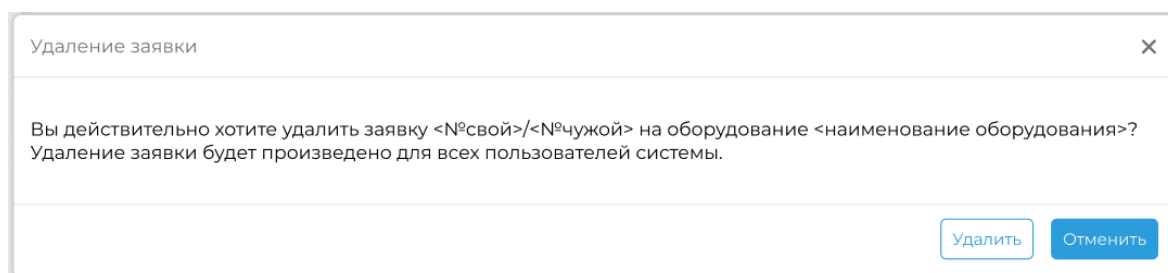 Удаление заявки
Вы действительно хотите удалить заявку <№свой>/<№чужой> на оборудование <наименование оборудования>?
Удаление заявки будет произведено для всех пользователей системы.
Удалить
Отменить